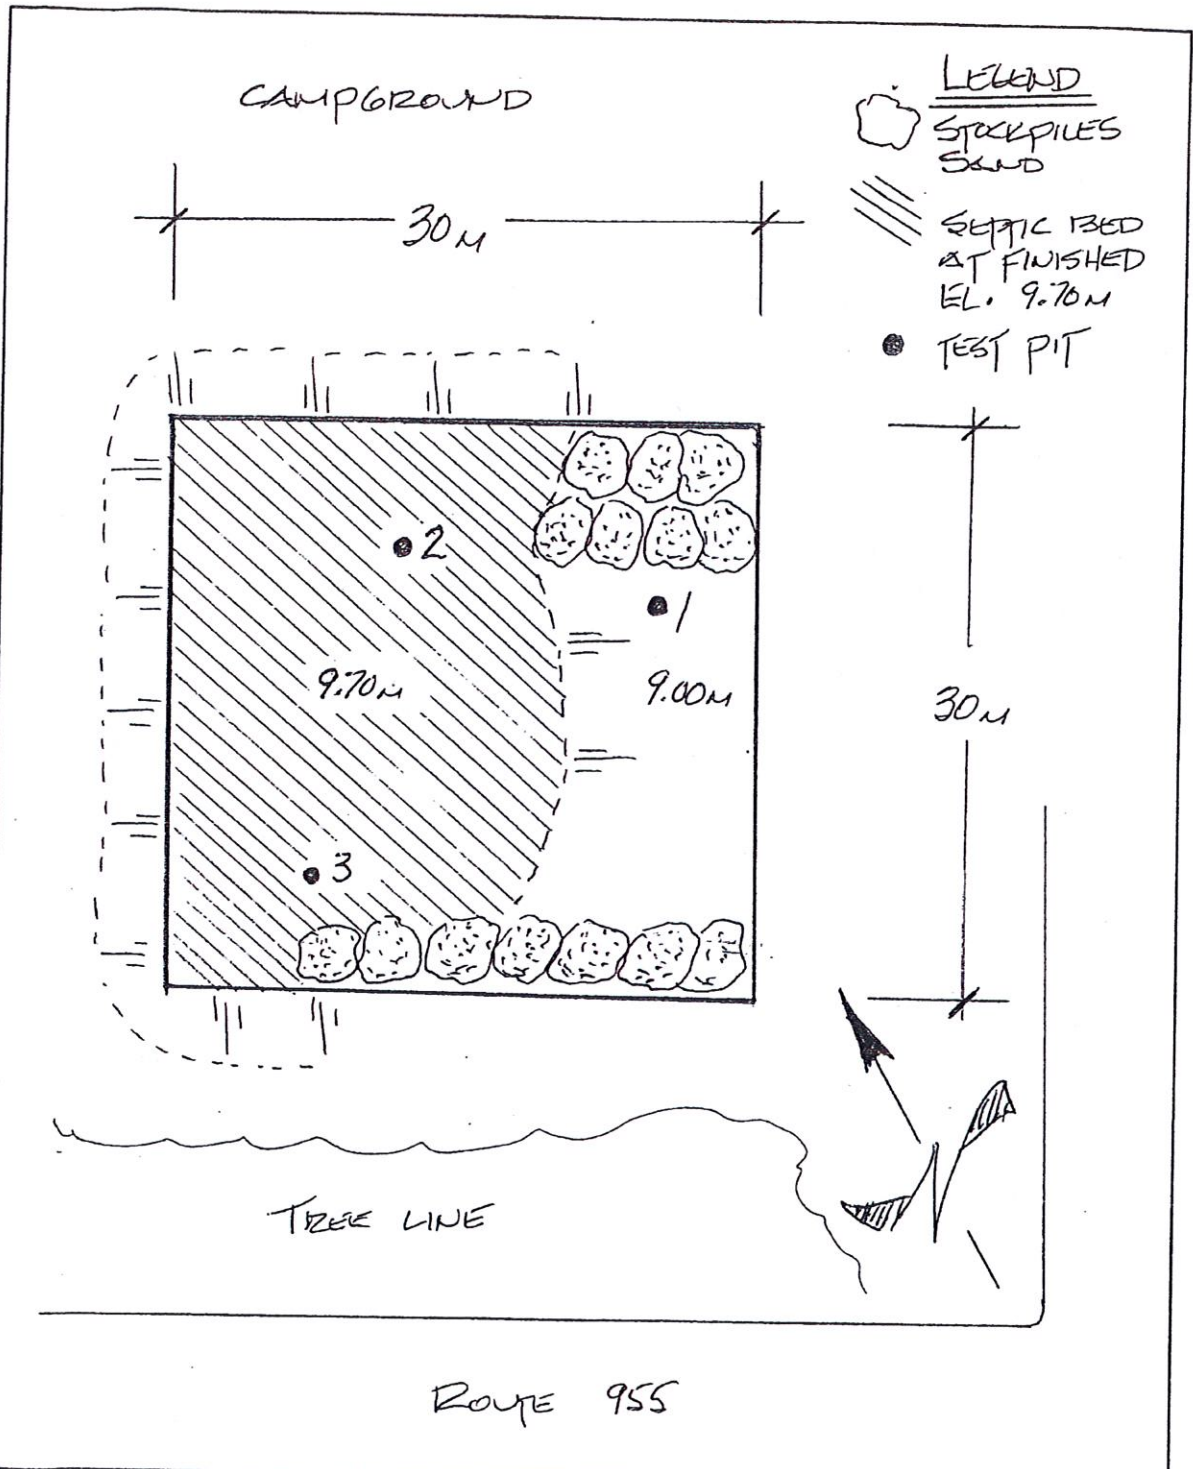 CAMPGROUND
LEGEND
STOCKPILES
SAND
SEPTIC BED
AT FINISHED
EL. 9.70M
TEST PIT
30M
2
1
9.70M
9.00M
30M
3
N
TREE LINE
ROUTE 955